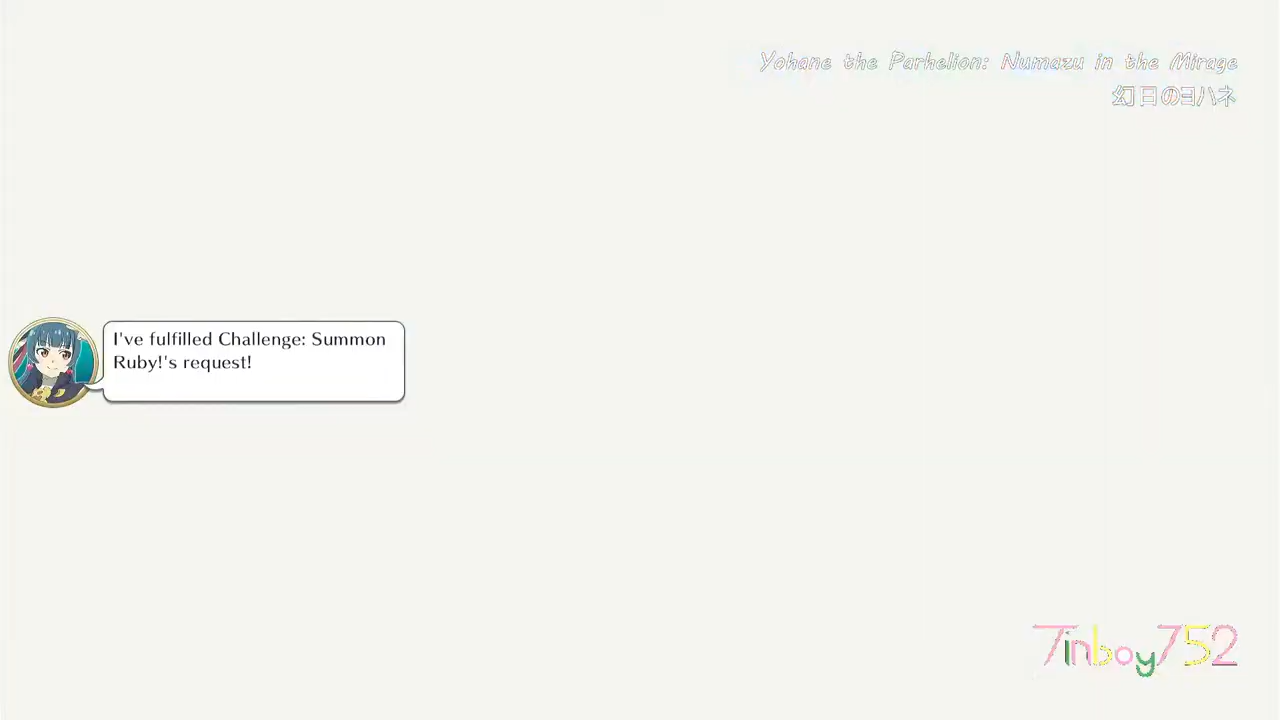 Yohane the Parhelion: Numazu in the Mirage
幻日のヨハネ
I've fulfilled Challenge: Summon
Ruby!'s request!
Tinboy752